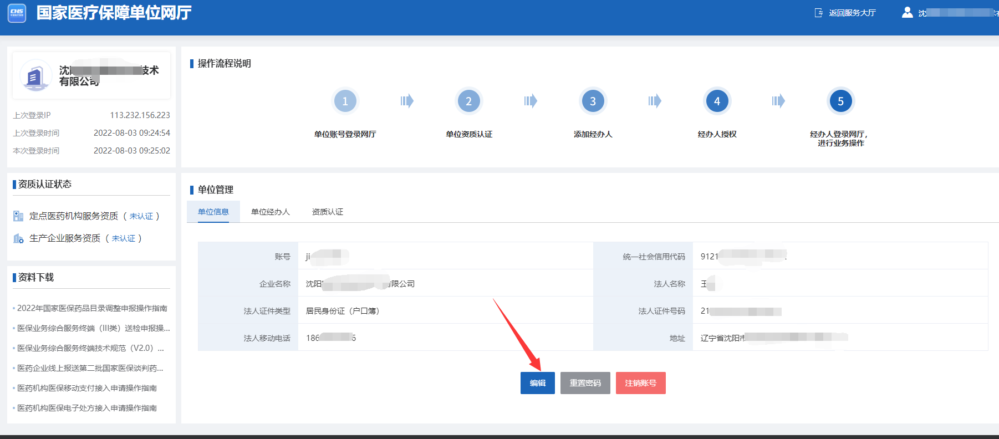 CHS
国家医疗保障单位网厅
返回服务大厅
沈
沈阳
技术
有限公司
上次登录IP 113.232.156.223
上次登录时间 2022-08-03 09:24:54
本次登录时间 2022-08-03 09:25:02
资质认证状态
定点医药机构服务资质（ 未认证 ）
生产企业服务资质（ 未认证 ）
资料下载
2022年国家医保药品目录调整申报操作指南
医保业务综合服务终端（III类）送检申报操...
医保业务综合服务终端技术规范（V2.0）...
医药企业线上报送第二批国家医保谈判药...
医药机构医保移动支付接入申请操作指南
医药机构医保电子处方接入申请操作指南
操作流程说明
1 2 3 4 5
单位账号登录网厅 单位资质认证 添加经办人 经办人授权 经办人登录网厅，
进行业务操作
单位管理
单位信息 单位经办人 资质认证
账号 ji 统一社会信用代码 9121
企业名称 沈阳 有限公司 法人名称 王
法人证件类型 居民身份证（户口簿） 法人证件号码 21
法人移动电话 186 6 地址 辽宁省沈阳市
编辑 重置密码 注销账号